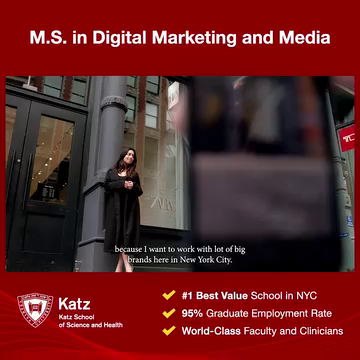 M.S. in Digital Marketing and Media
because I want to work with lot of big
brands here in New York City.
Katz
Katz School
of Science and Health
#1 Best Value School in NYC
95% Graduate Employment Rate
World-Class Faculty and Clinicians